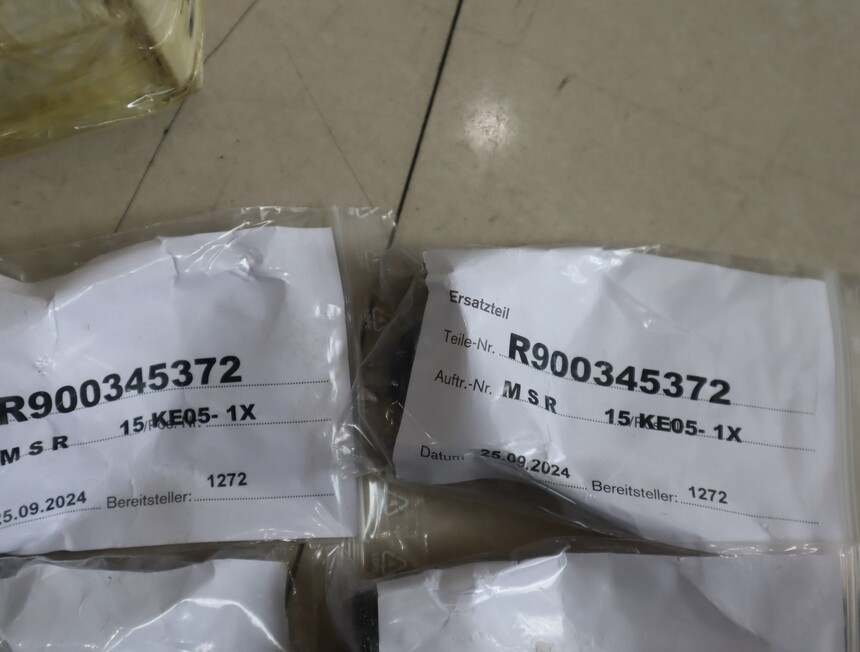 R900345372
M S R 15 KE05- 1X
25.09.2024 Bereitsteller: 1272
Ersatzteil
Teile-Nr. R900345372
Auftr.-Nr. M S R 15 KE05- 1X
Datum 25.09.2024 Bereitsteller: 1272